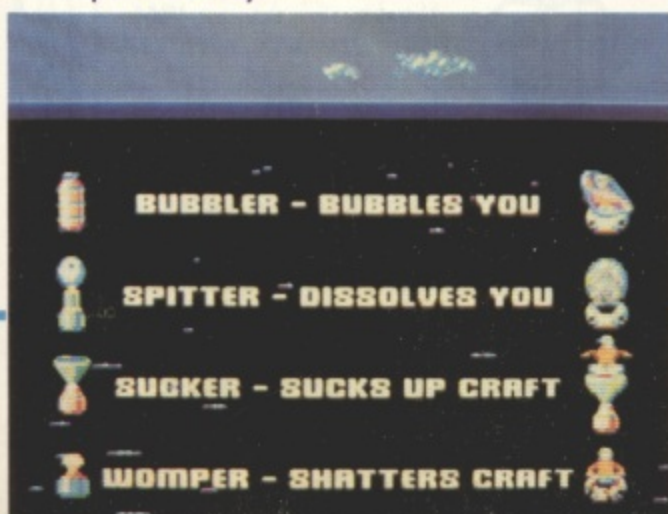 BUBBLER - BUBBLES YOU
SPITTER - DISSOLVES YOU
SUCKER - SUCKS UP CRAFT
WOMPER - SHATTERS CRAFT